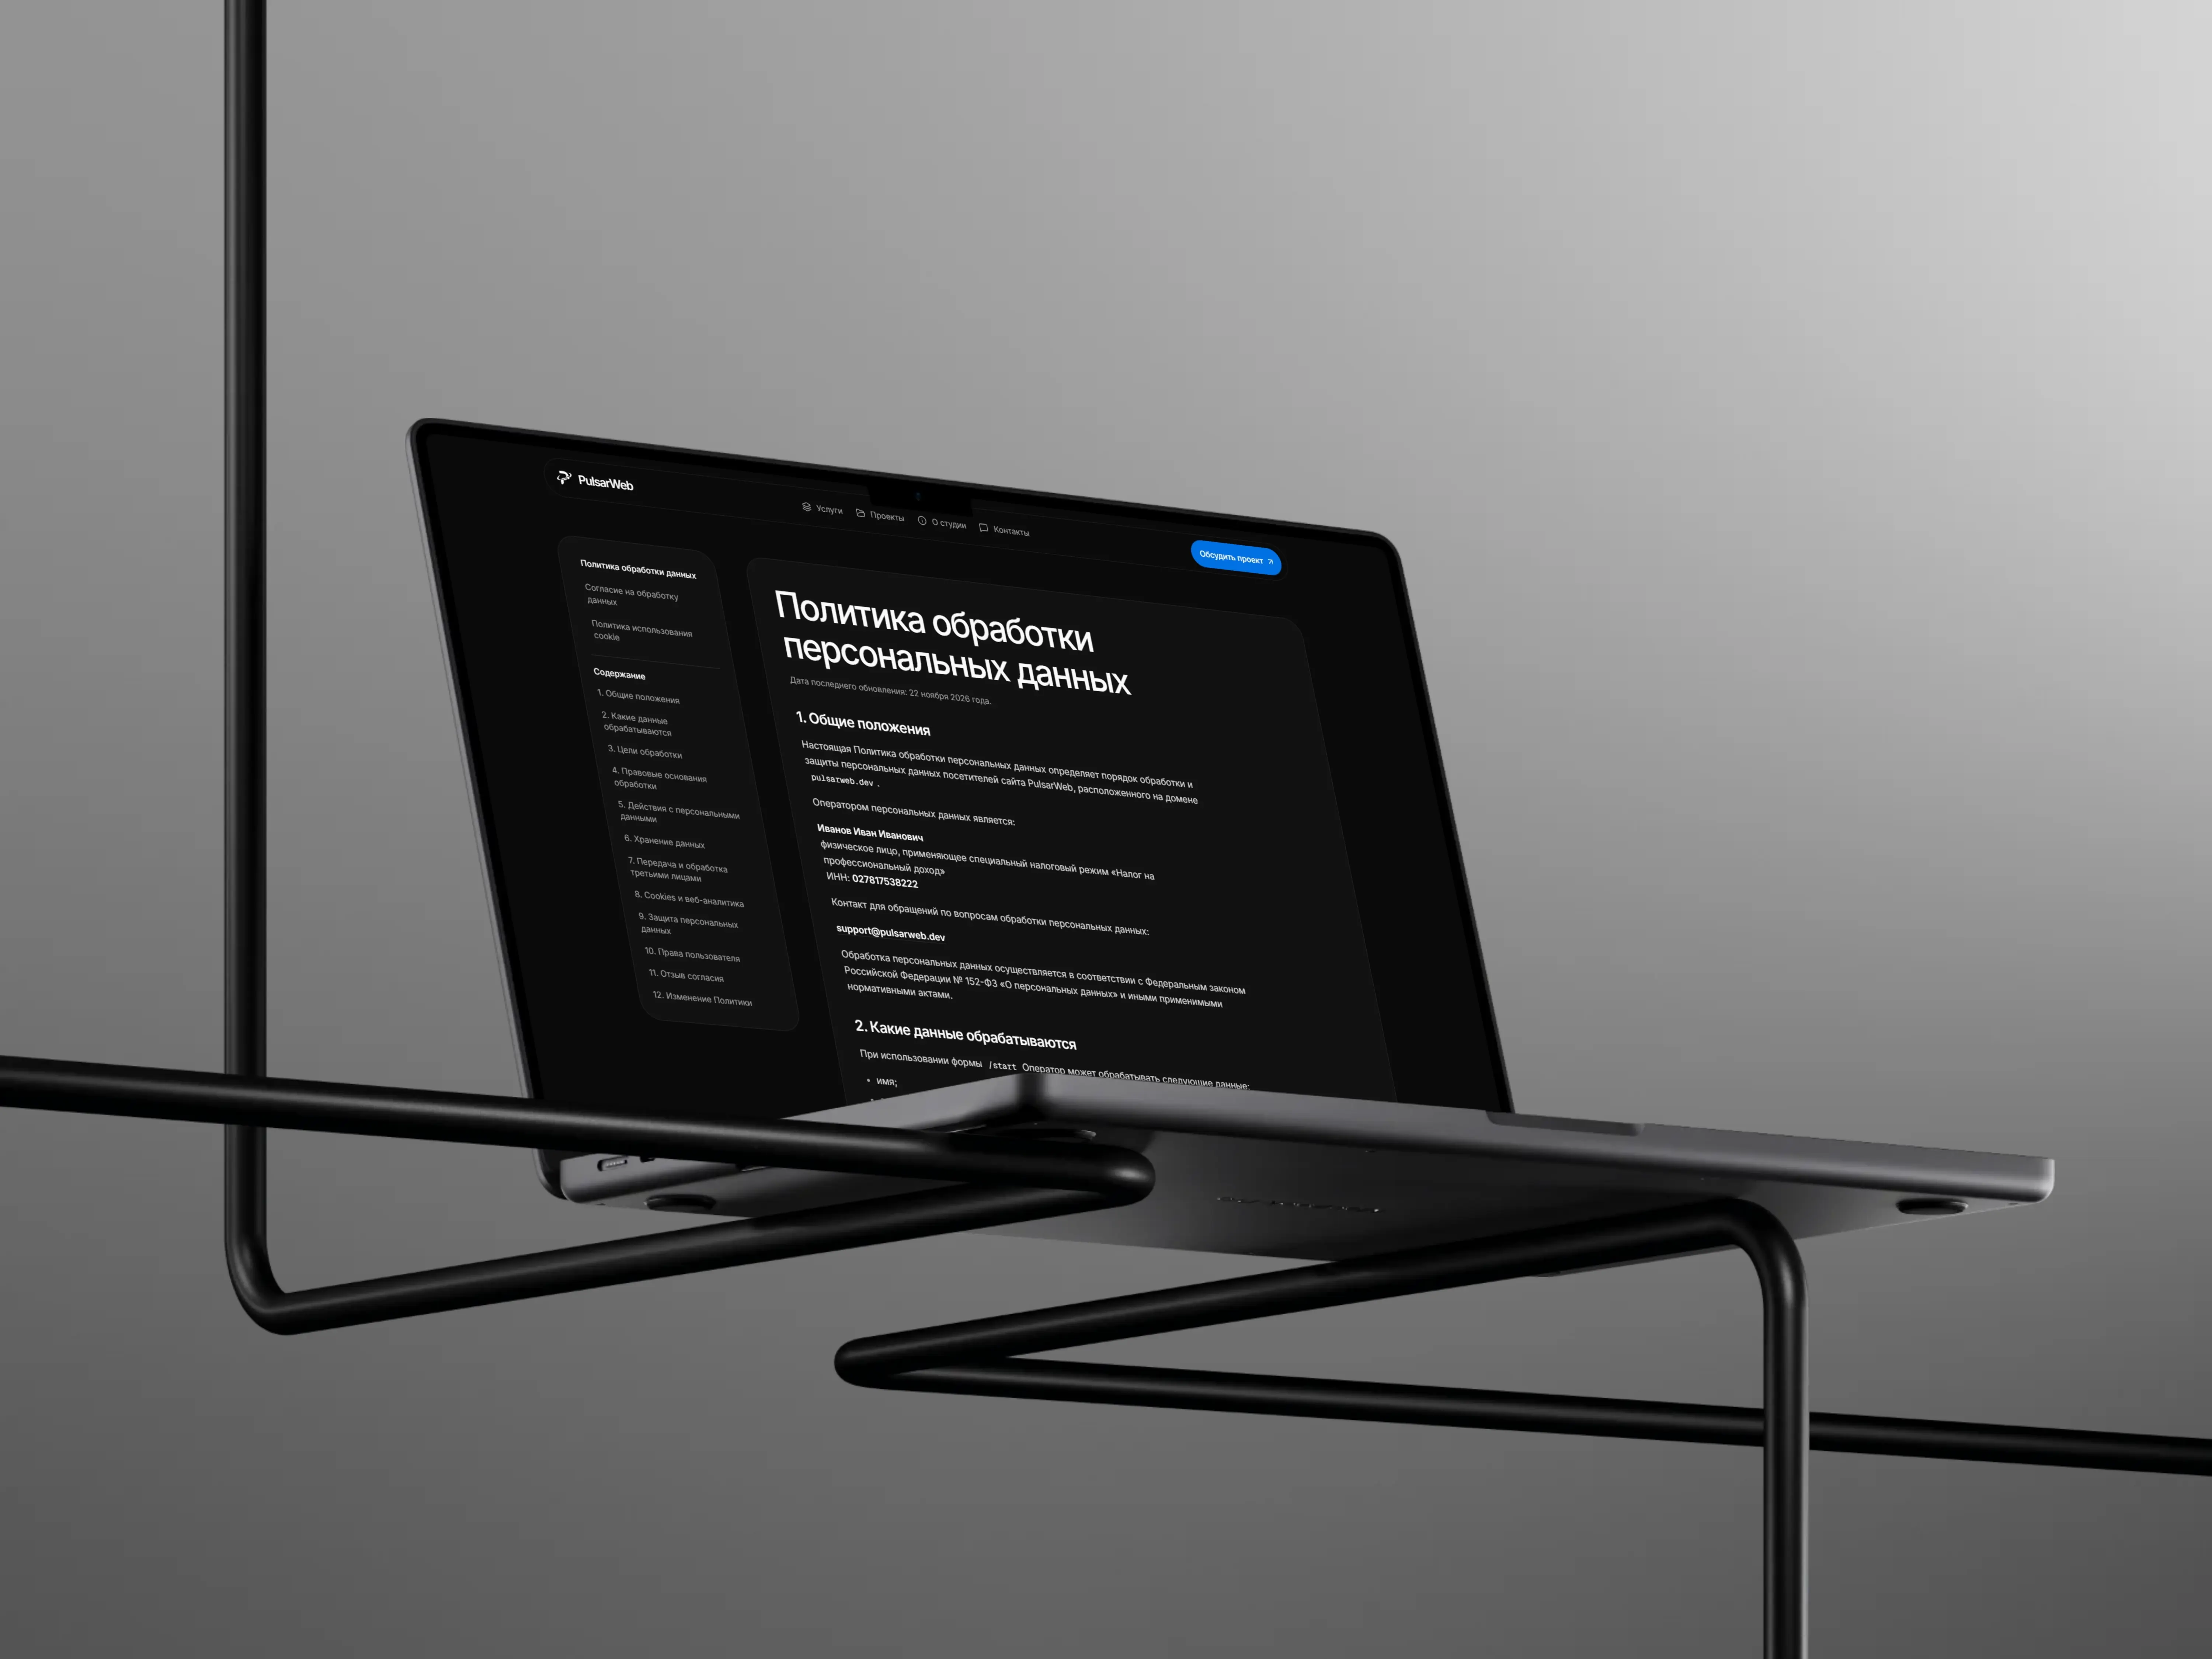 PulsarWeb
Услуги Проекты О студии Контакты
Обсудить проект
Политика обработки данных
Согласие на обработку
данных
Политика использования
cookie
Содержание
1. Общие положения
2. Какие данные
обрабатываются
3. Цели обработки
4. Правовые основания
обработки
5. Действия с персональными
данными
6. Хранение данных
7. Передача и обработка
третьими лицами
8. Cookies и веб-аналитика
9. Защита персональных
данных
10. Права пользователя
11. Отзыв согласия
12. Изменение Политики
Политика обработки
персональных данных
Дата последнего обновления: 22 ноября 2026 года.
1. Общие положения
Настоящая Политика обработки персональных данных определяет порядок обработки и
защиты персональных данных посетителей сайта PulsarWeb, расположенного на домене
pulsarweb.dev .
Оператором персональных данных является:
Иванов Иван Иванович
физическое лицо, применяющее специальный налоговый режим «Налог на
профессиональный доход»
ИНН: 027817538222
Контакт для обращений по вопросам обработки персональных данных:
support@pulsarweb.dev
Обработка персональных данных осуществляется в соответствии с Федеральным законом
Российской Федерации № 152-ФЗ «О персональных данных» и иными применимыми
нормативными актами.
2. Какие данные обрабатываются
При использовании формы /start Оператор может обрабатывать следующие данные:
• имя;